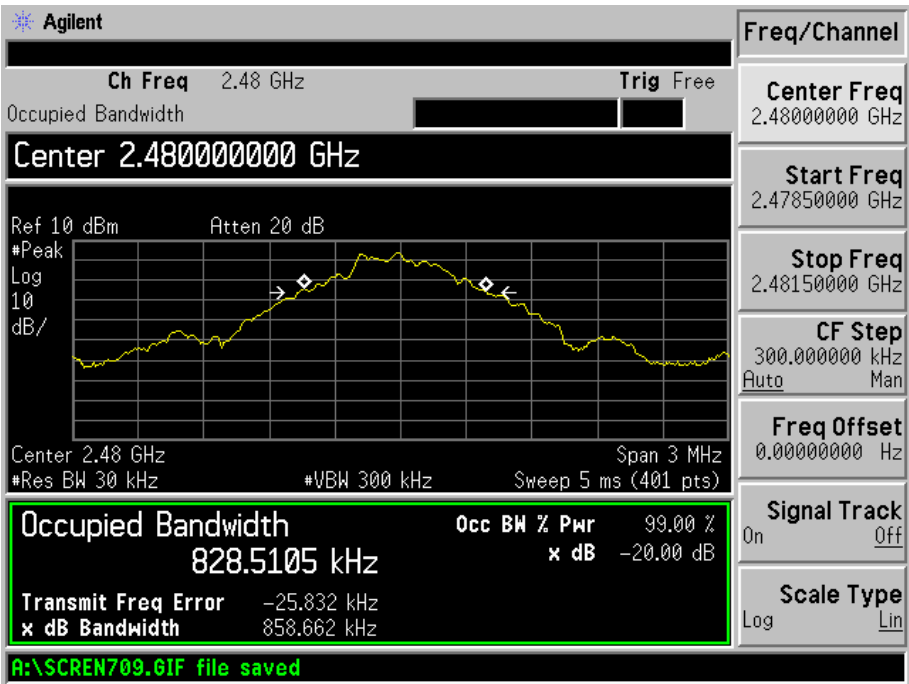 Agilent
Freq/Channel
Ch Freq 2.48 GHz Trig Free
Occupied Bandwidth
Center 2.480000000 GHz
Center Freq
2.48000000 GHz
Start Freq
2.47850000 GHz
Stop Freq
2.48150000 GHz
CF Step
300.000000 kHz
Auto Man
Freq Offset
0.00000000 Hz
Signal Track
On Off
Scale Type
Log Lin
Ref 10 dBm Atten 20 dB
#Peak
Log
10
dB/
Center 2.48 GHz Span 3 MHz
#Res BW 30 kHz #VBW 300 kHz Sweep 5 ms (401 pts)
Occupied Bandwidth
828.5105 kHz
Occ BW % Pwr 99.00 %
x dB -20.00 dB
Transmit Freq Error -25.832 kHz
x dB Bandwidth 858.662 kHz
A:\SCREN709.GIF file saved